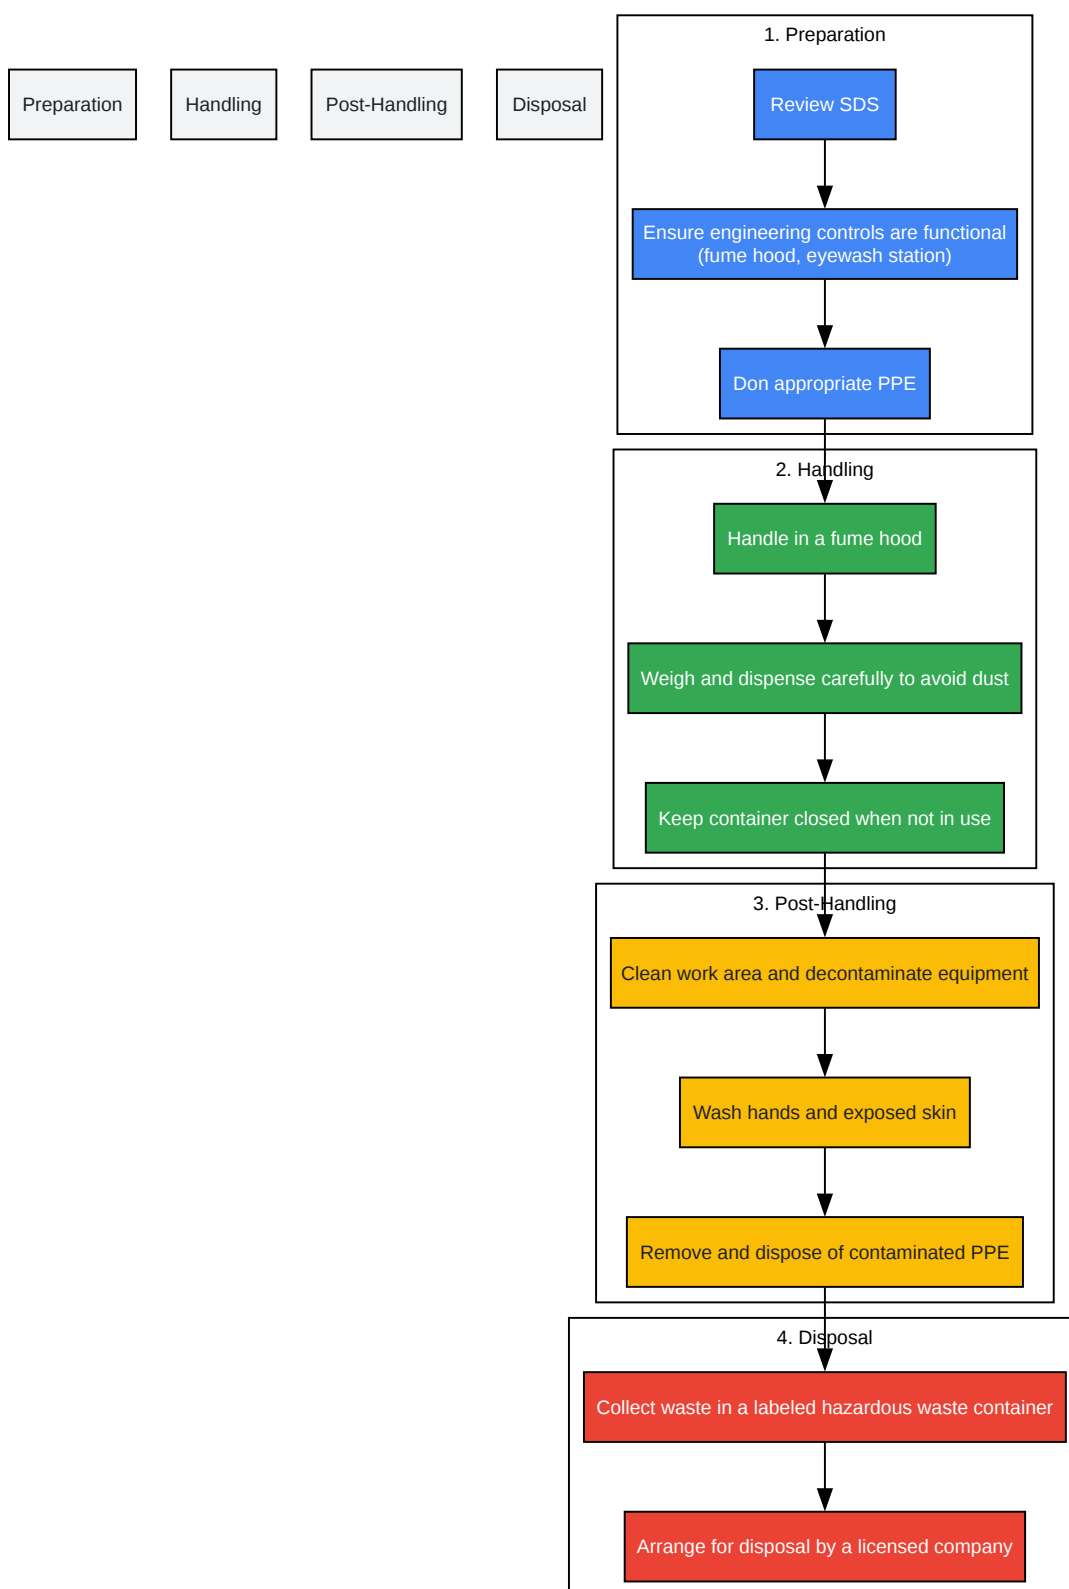 1. Preparation
Preparation
Handling
Post-Handling
Disposal
Review SDS
Ensure engineering controls are functional
(fume hood, eyewash station)
Don appropriate PPE
2. Handling
Handle in a fume hood
Weigh and dispense carefully to avoid dust
Keep container closed when not in use
3. Post-Handling
Clean work area and decontaminate equipment
Wash hands and exposed skin
Remove and dispose of contaminated PPE
4. Disposal
Collect waste in a labeled hazardous waste container
Arrange for disposal by a licensed company